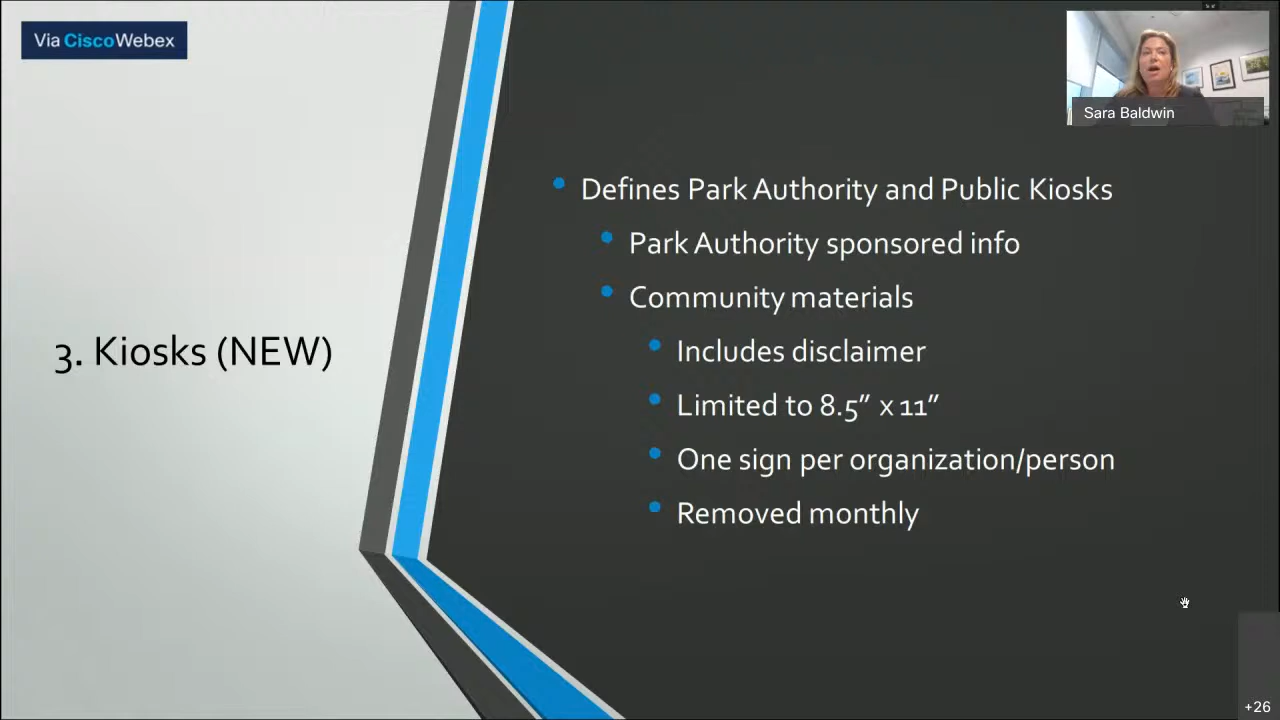 Via CiscoWebex
Sara Baldwin
3. Kiosks (NEW)
Defines Park Authority and Public Kiosks
Park Authority sponsored info
Community materials
Includes disclaimer
Limited to 8.5” x 11”
One sign per organization/person
Removed monthly
+26